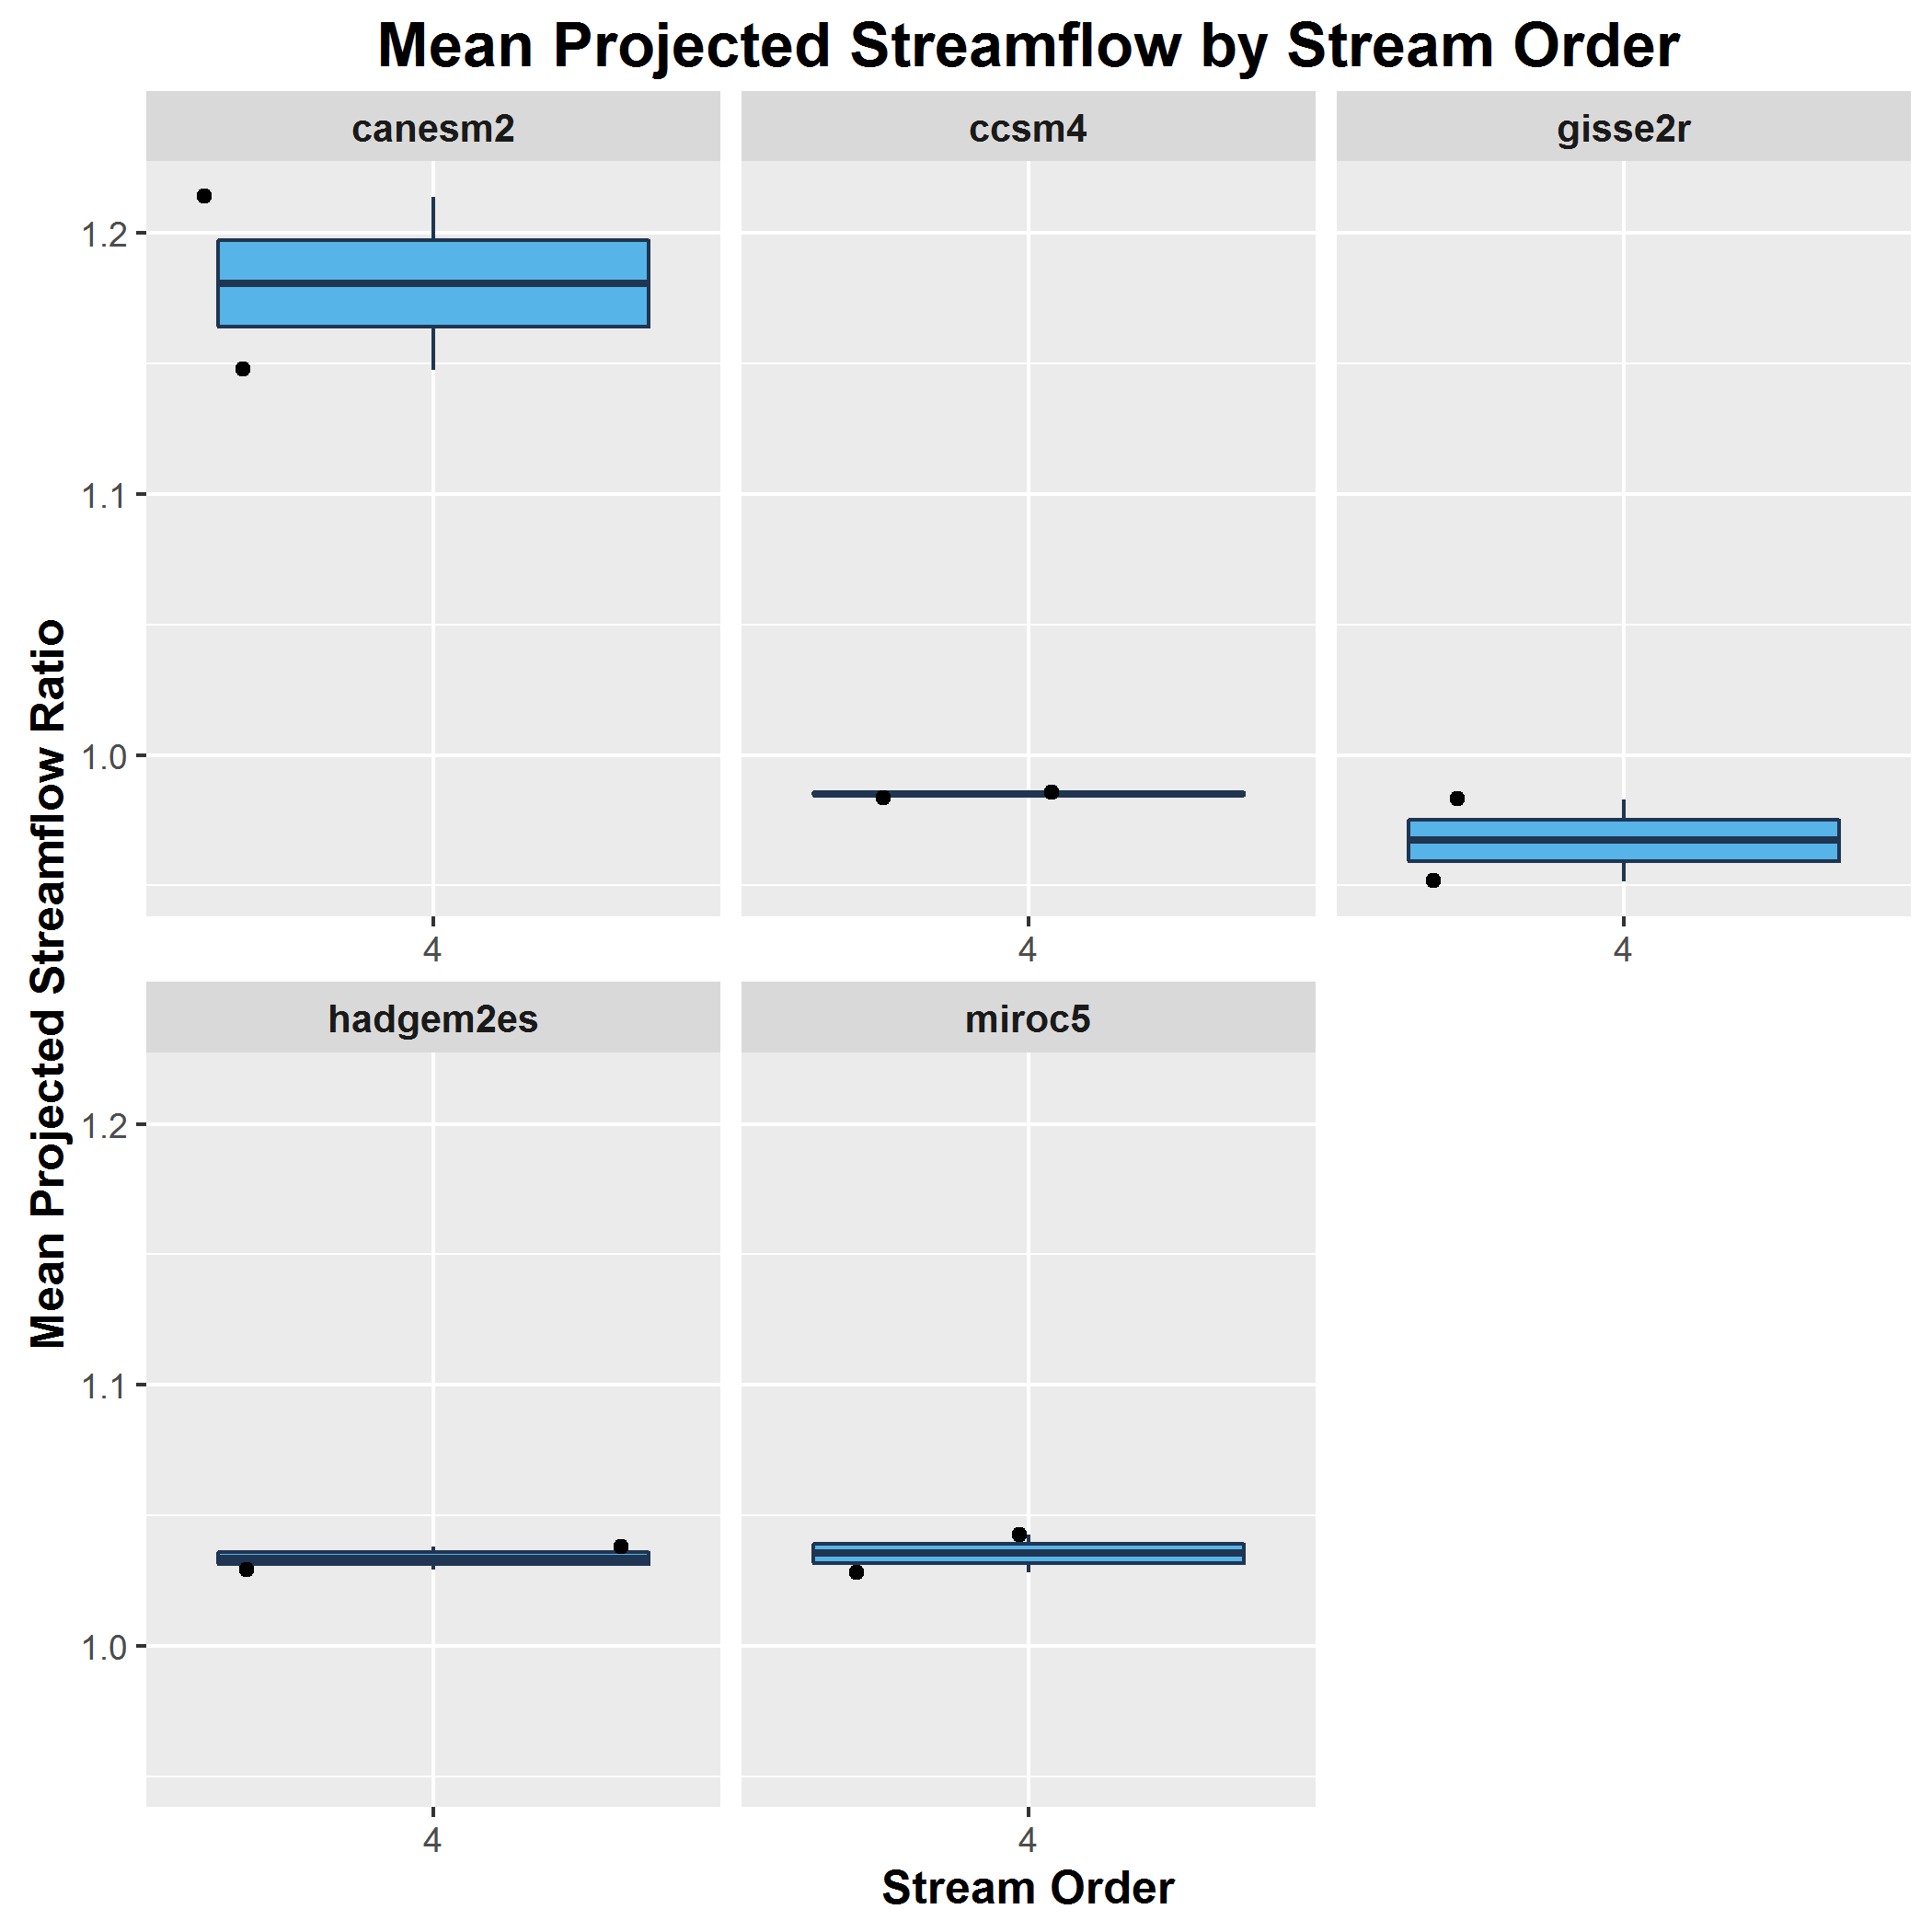 Mean Projected Streamflow by Stream Order
canesm2
ccsm4
gisse2r
1.2
1.1
1.0
4
4
4
Mean Projected Streamflow Ratio
hadgem2es
miroc5
1.2
1.1
1.0
4
4
Stream Order